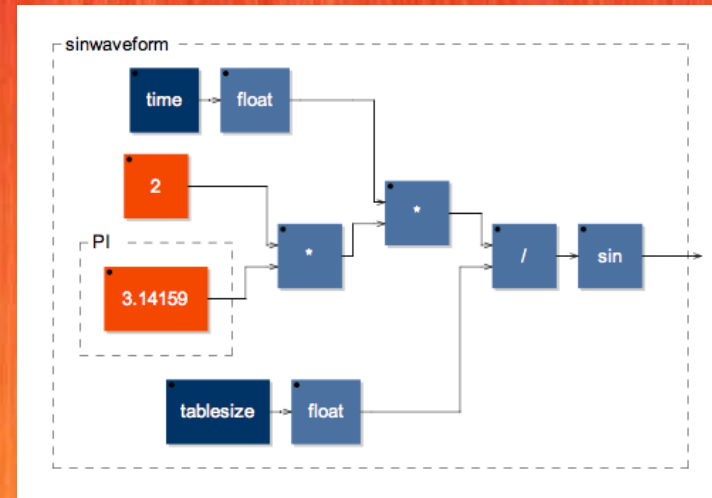 sinwaveform
time
float
2
*
*
PI
3.14159
/
sin
tablesize
float